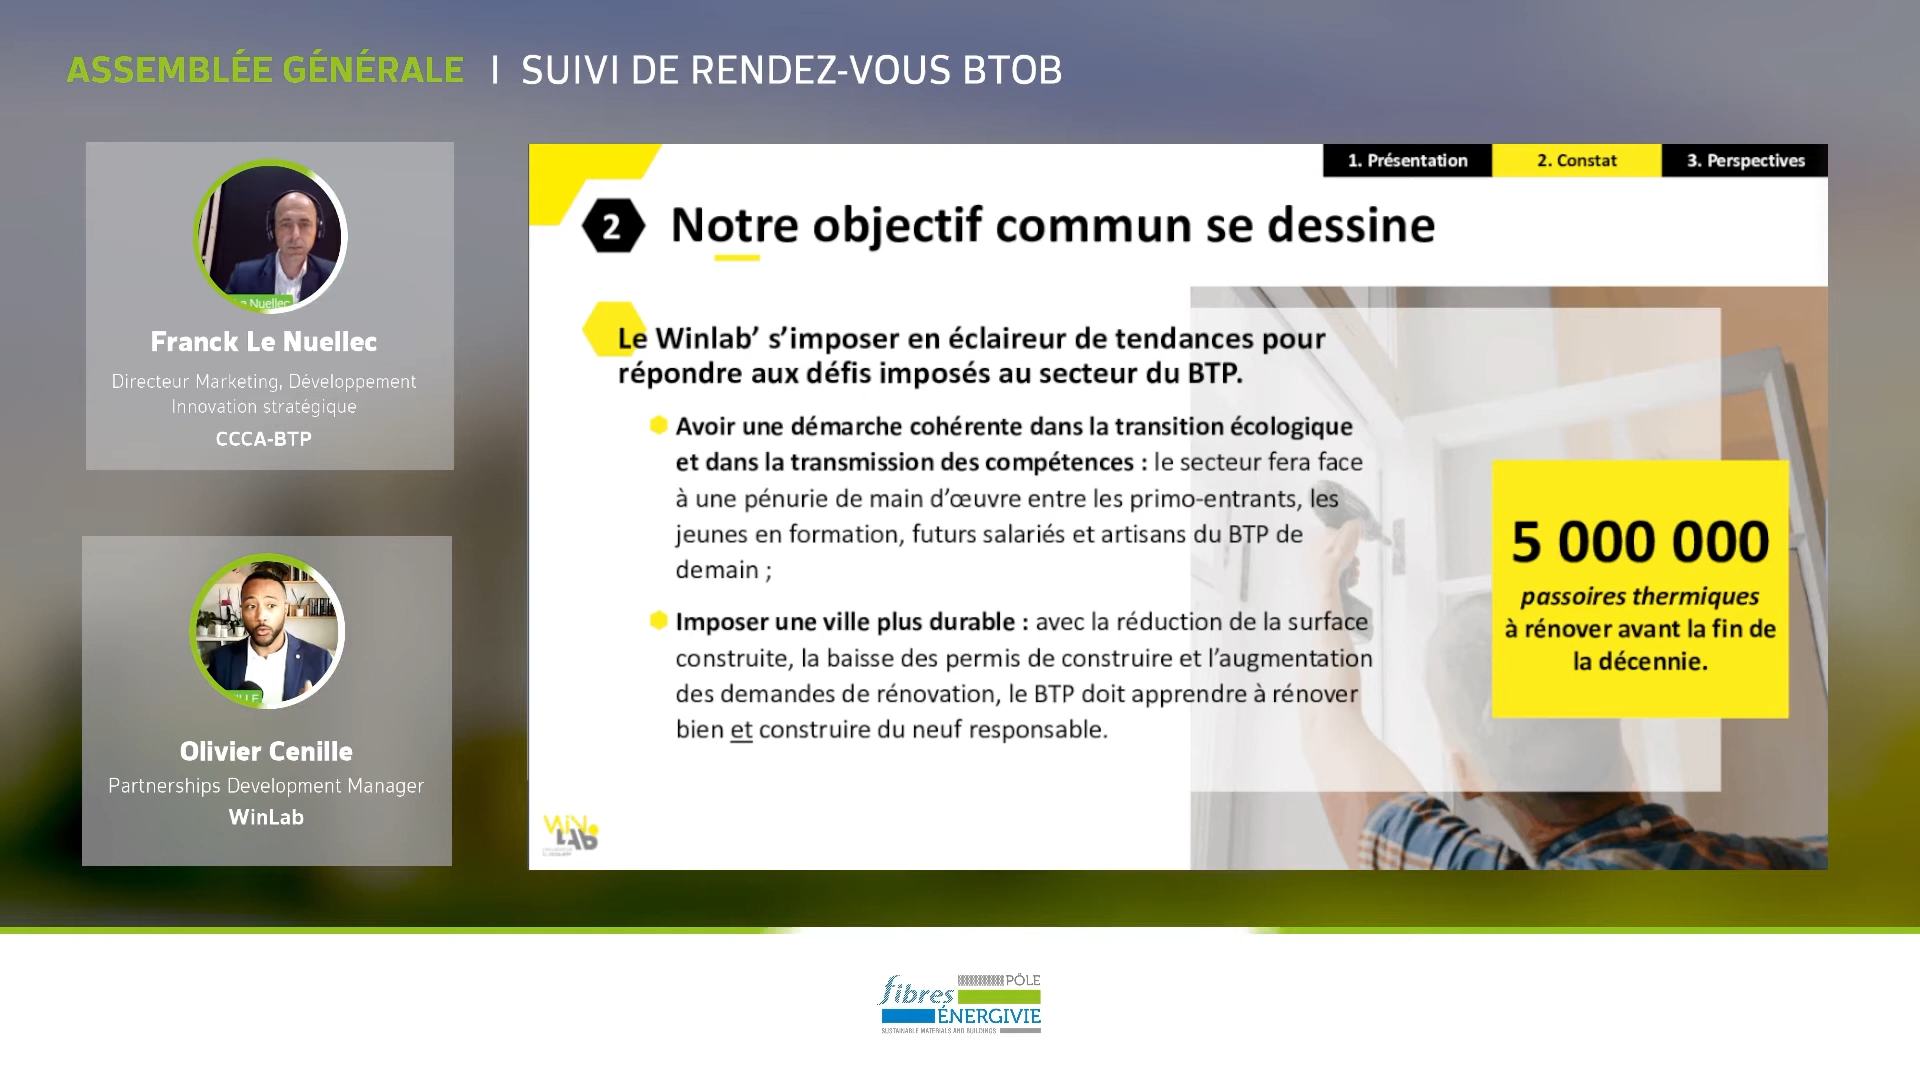 ASSEMBLÉE GÉNÉRALE | SUIVI DE RENDEZ-VOUS BTOB
Le Nuellec
Franck Le Nuellec
Directeur Marketing, Développement
Innovation stratégique
CCCA-BTP
Olivier Cenille
Partnerships Development Manager
WinLab
1. Présentation
2. Constat
3. Perspectives
2
Notre objectif commun se dessine
Le Winlab’ s’imposer en éclaireur de tendances pour
répondre aux défis imposés au secteur du BTP.
Avoir une démarche cohérente dans la transition écologique
et dans la transmission des compétences : le secteur fera face
à une pénurie de main d’œuvre entre les primo-entrants, les
jeunes en formation, futurs salariés et artisans du BTP de
demain ;
Imposer une ville plus durable : avec la réduction de la surface
construite, la baisse des permis de construire et l’augmentation
des demandes de rénovation, le BTP doit apprendre à rénover
bien et construire du neuf responsable.
5 000 000
passoires thermiques
à rénover avant la fin de
la décennie.
WIN
LAB
PÔLE
fibres
ÉNERGIVIE
SUSTAINABLE MATERIALS AND BUILDINGS